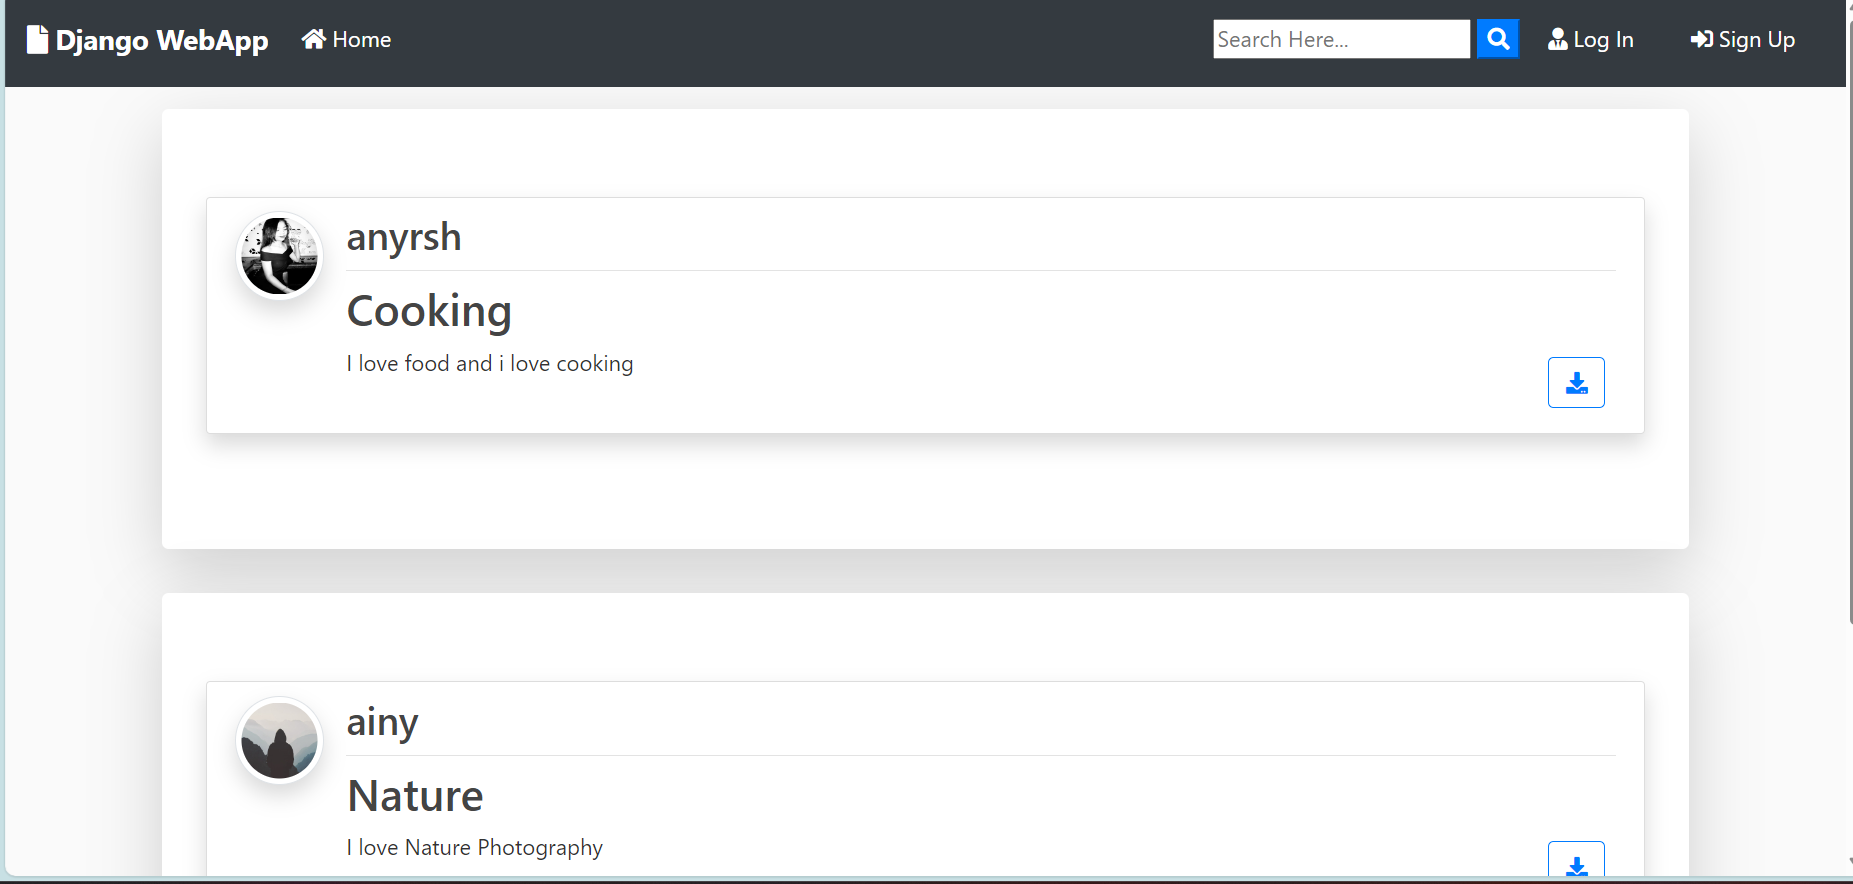 Django WebApp Home Search Here... Log In Sign Up
anyrsh
Cooking
I love food and i love cooking
ainy
Nature
I love Nature Photography